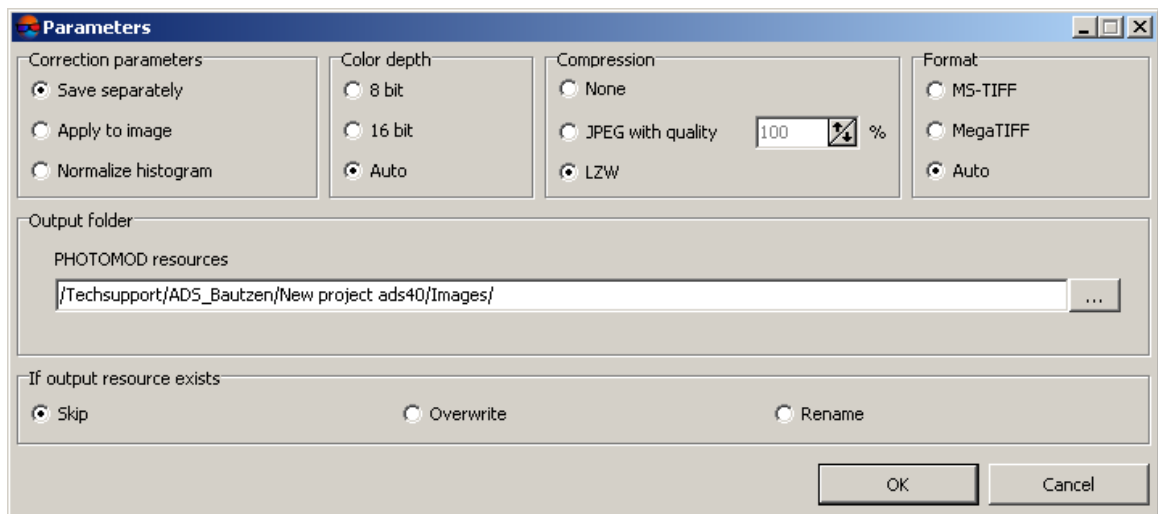 Parameters
Correction parameters
Save separately
Apply to image
Normalize histogram
Color depth
8 bit
16 bit
Auto
Compression
None
JPEG with quality 100 %
LZW
Format
MS-TIFF
MegaTIFF
Auto
Output folder
PHOTOMOD resources
/Techsupport/ADS_Bautzen/New project ads40/Images/
...
If output resource exists
Skip
Overwrite
Rename
OK
Cancel